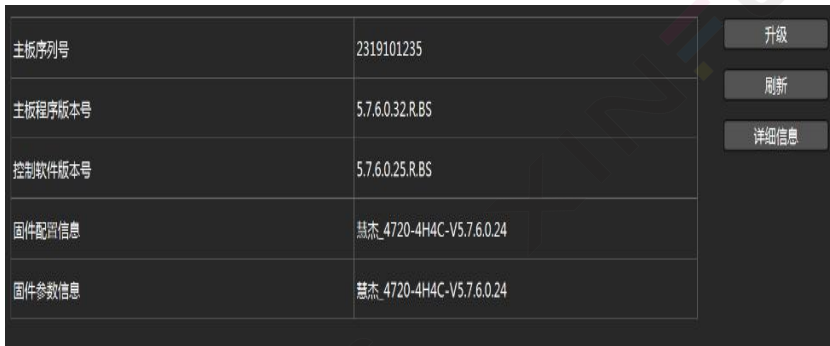 主板序列号 2319101235
主板程序版本号 5.7.6.0.32.R.BS
控制软件版本号 5.7.6.0.25.R.BS
固件配置信息 慧杰_4720-4H4C-V5.7.6.0.24
固件参数信息 慧杰_4720-4H4C-V5.7.6.0.24
升级
刷新
详细信息